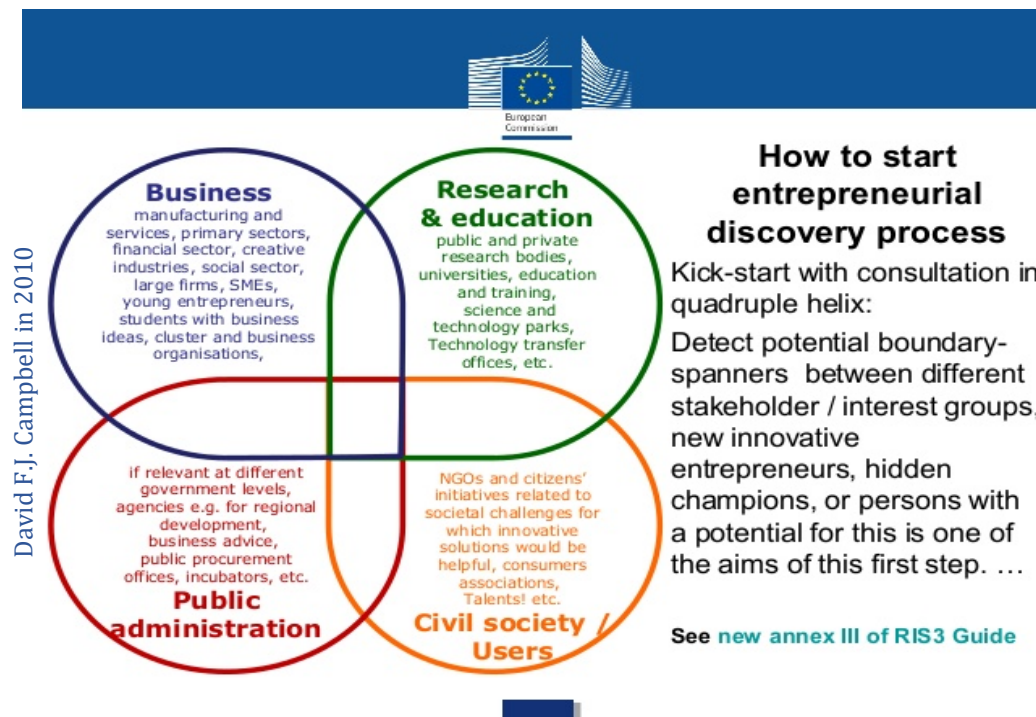 European
Commission
David F.J. Campbell in 2010
Business
manufacturing and
services, primary sectors,
financial sector, creative
industries, social sector,
large firms, SMEs,
young entrepreneurs,
students with business
ideas, cluster and business
organisations,
Research
& education
public and private
research bodies,
universities, education
and training,
science and
technology parks,
Technology transfer
offices, etc.
if relevant at different
government levels,
agencies e.g. for regional
development,
business advice,
public procurement
offices, incubators, etc.
Public
administration
NGOs and citizens’
initiatives related to
societal challenges for
which innovative
solutions would be
helpful, consumers
associations,
Talents! etc.
Civil society /
Users
How to start
entrepreneurial
discovery process
Kick-start with consultation in
quadruple helix:
Detect potential boundary-
spanners between different
stakeholder / interest groups,
new innovative
entrepreneurs, hidden
champions, or persons with
a potential for this is one of
the aims of this first step. …
See new annex III of RIS3 Guide